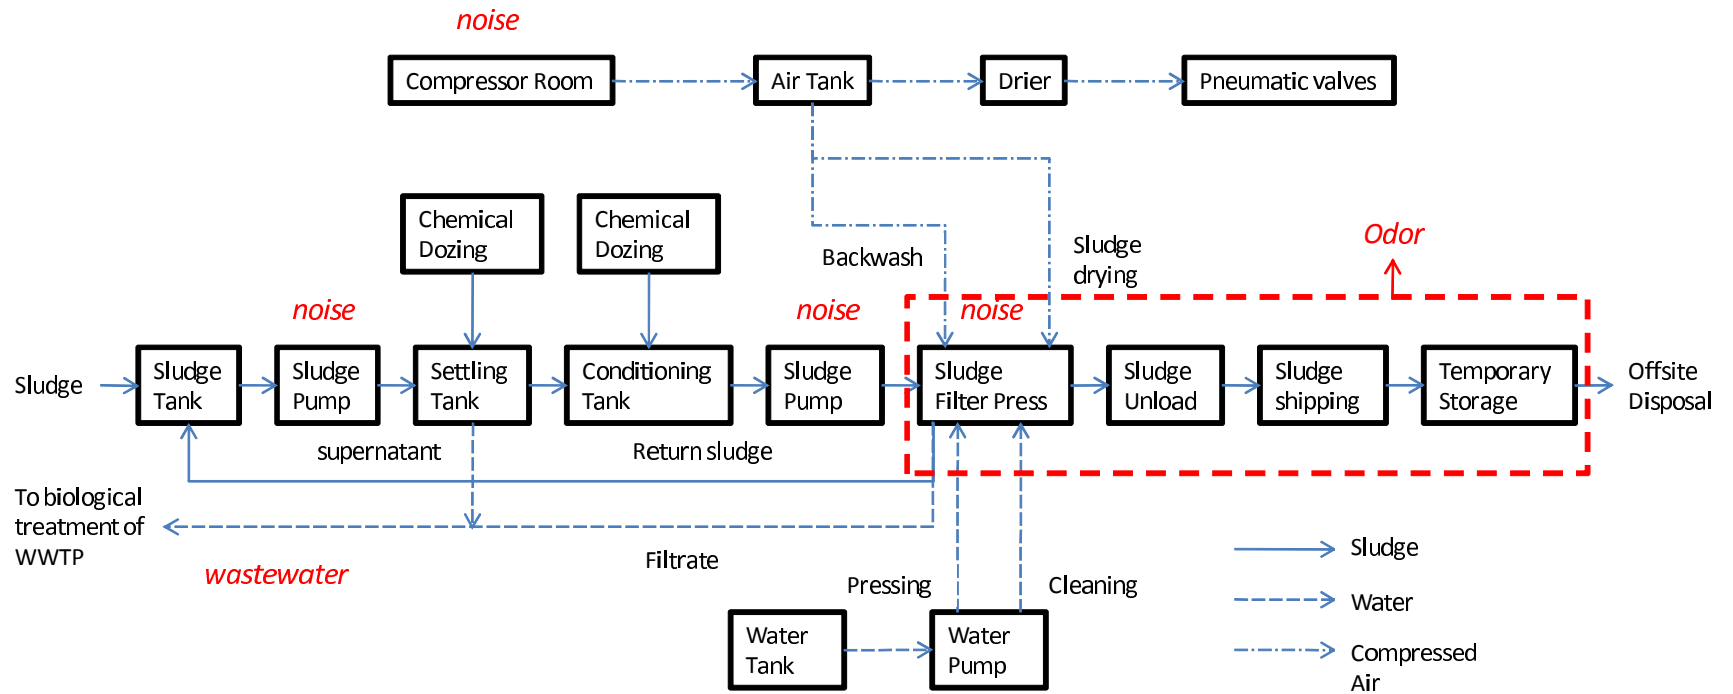 noise
Compressor Room
Air Tank
Drier
Pneumatic valves
Chemical
Dozing
Chemical
Dozing
Backwash
Sludge
drying
Odor
noise
noise
noise
Sludge
Sludge
Tank
Sludge
Pump
Settling
Tank
Conditioning
Tank
Sludge
Pump
Sludge
Filter Press
Sludge
Unload
Sludge
shipping
Temporary
Storage
Offsite
Disposal
supernatant
Return sludge
To biological
treatment of
WWTP
wastewater
Filtrate
Pressing
Cleaning
Water
Tank
Water
Pump
Sludge
Water
Compressed
Air